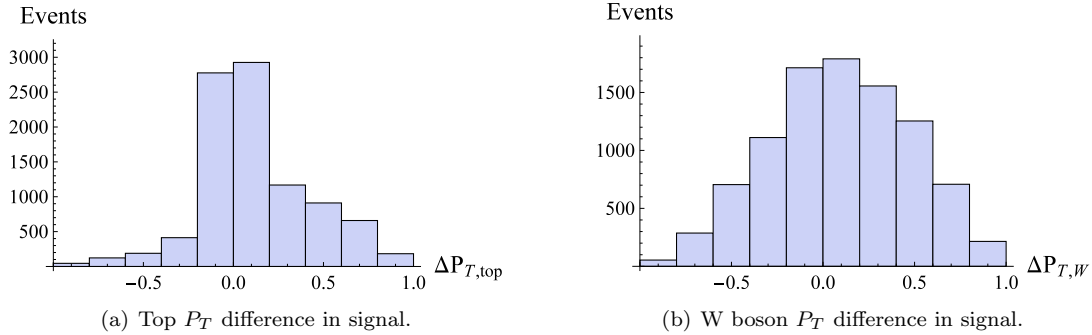 Events
3000
2500
2000
1500
1000
500
−0.5 0.0 0.5 1.0
ΔP_{T,top}
(a) Top P_T difference in signal.
Events
1500
1000
500
−0.5 0.0 0.5 1.0
ΔP_{T,W}
(b) W boson P_T difference in signal.